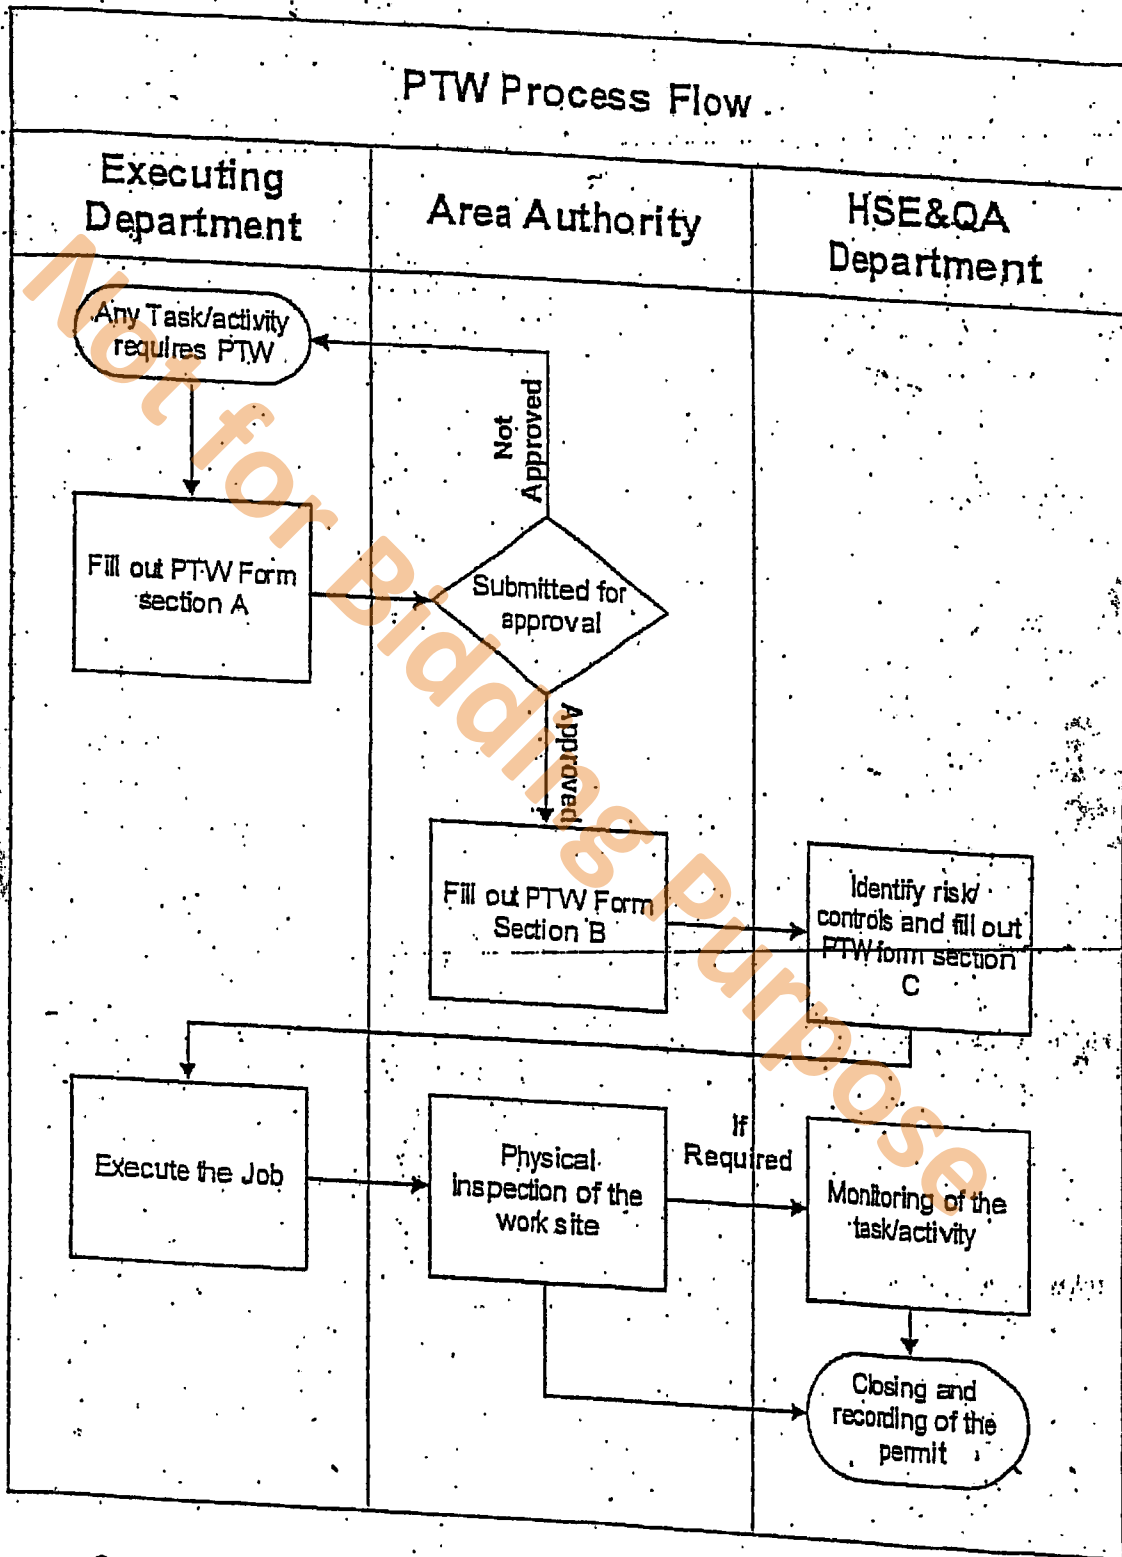 PTW Process Flow
Executing
Department
Area Authority
HSE&QA
Department
Any Task/activity
requires PTW
Not
Approved
Fill out PTW Form
section A
Submitted for
approval
Approved
Fill out PTW Form
Section B
Identify risk/
controls and fill out
PTW form section
C
Execute the Job
Physical
Inspection of the
work site
If
Required
Monitoring of the
task/activity
Closing and
recording of the
permit
Not for Bidding Purpose